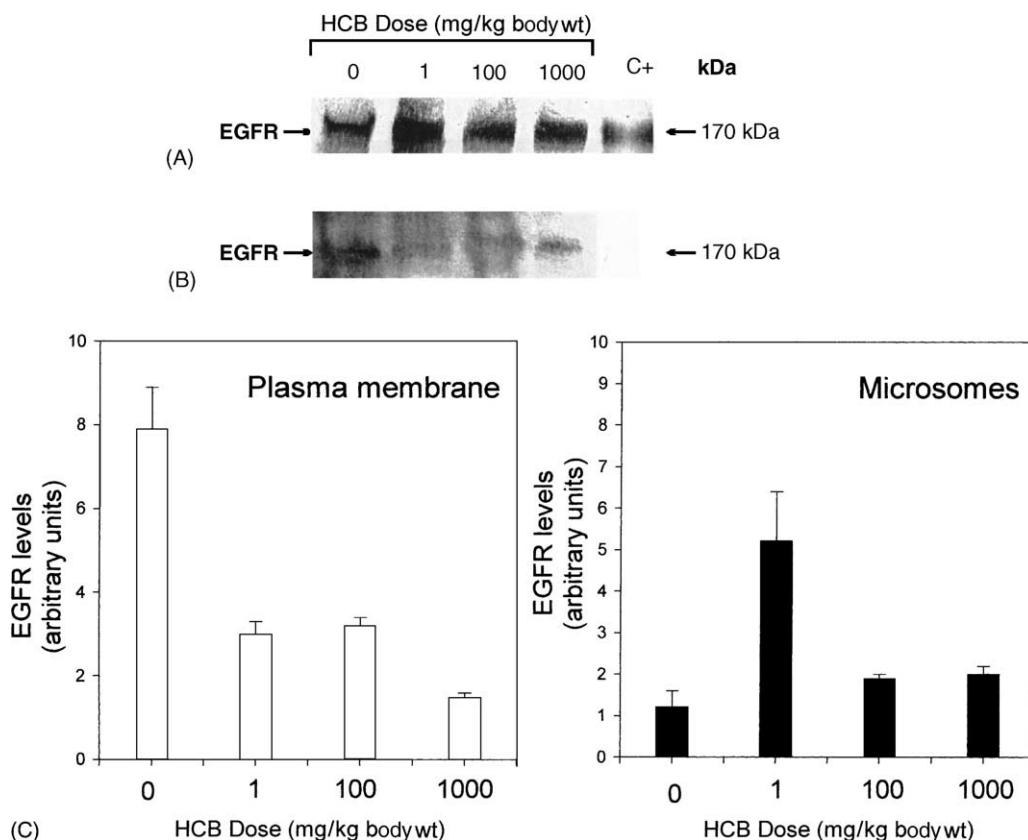 HCB Dose (mg/kg body wt)
0 1 100 1000 C+ kDa
EGFR 170 kDa
(A)
EGFR 170 kDa
(B)
10
8
6
4
2
0
EGFR levels
(arbitrary units)
Plasma membrane
0 1 100 1000
HCB Dose (mg/kg body wt)
10
9
8
7
6
5
4
3
2
1
0
EGFR levels
(arbitrary units)
Microsomes
0 1 100 1000
HCB Dose (mg/kg body wt)
(C)